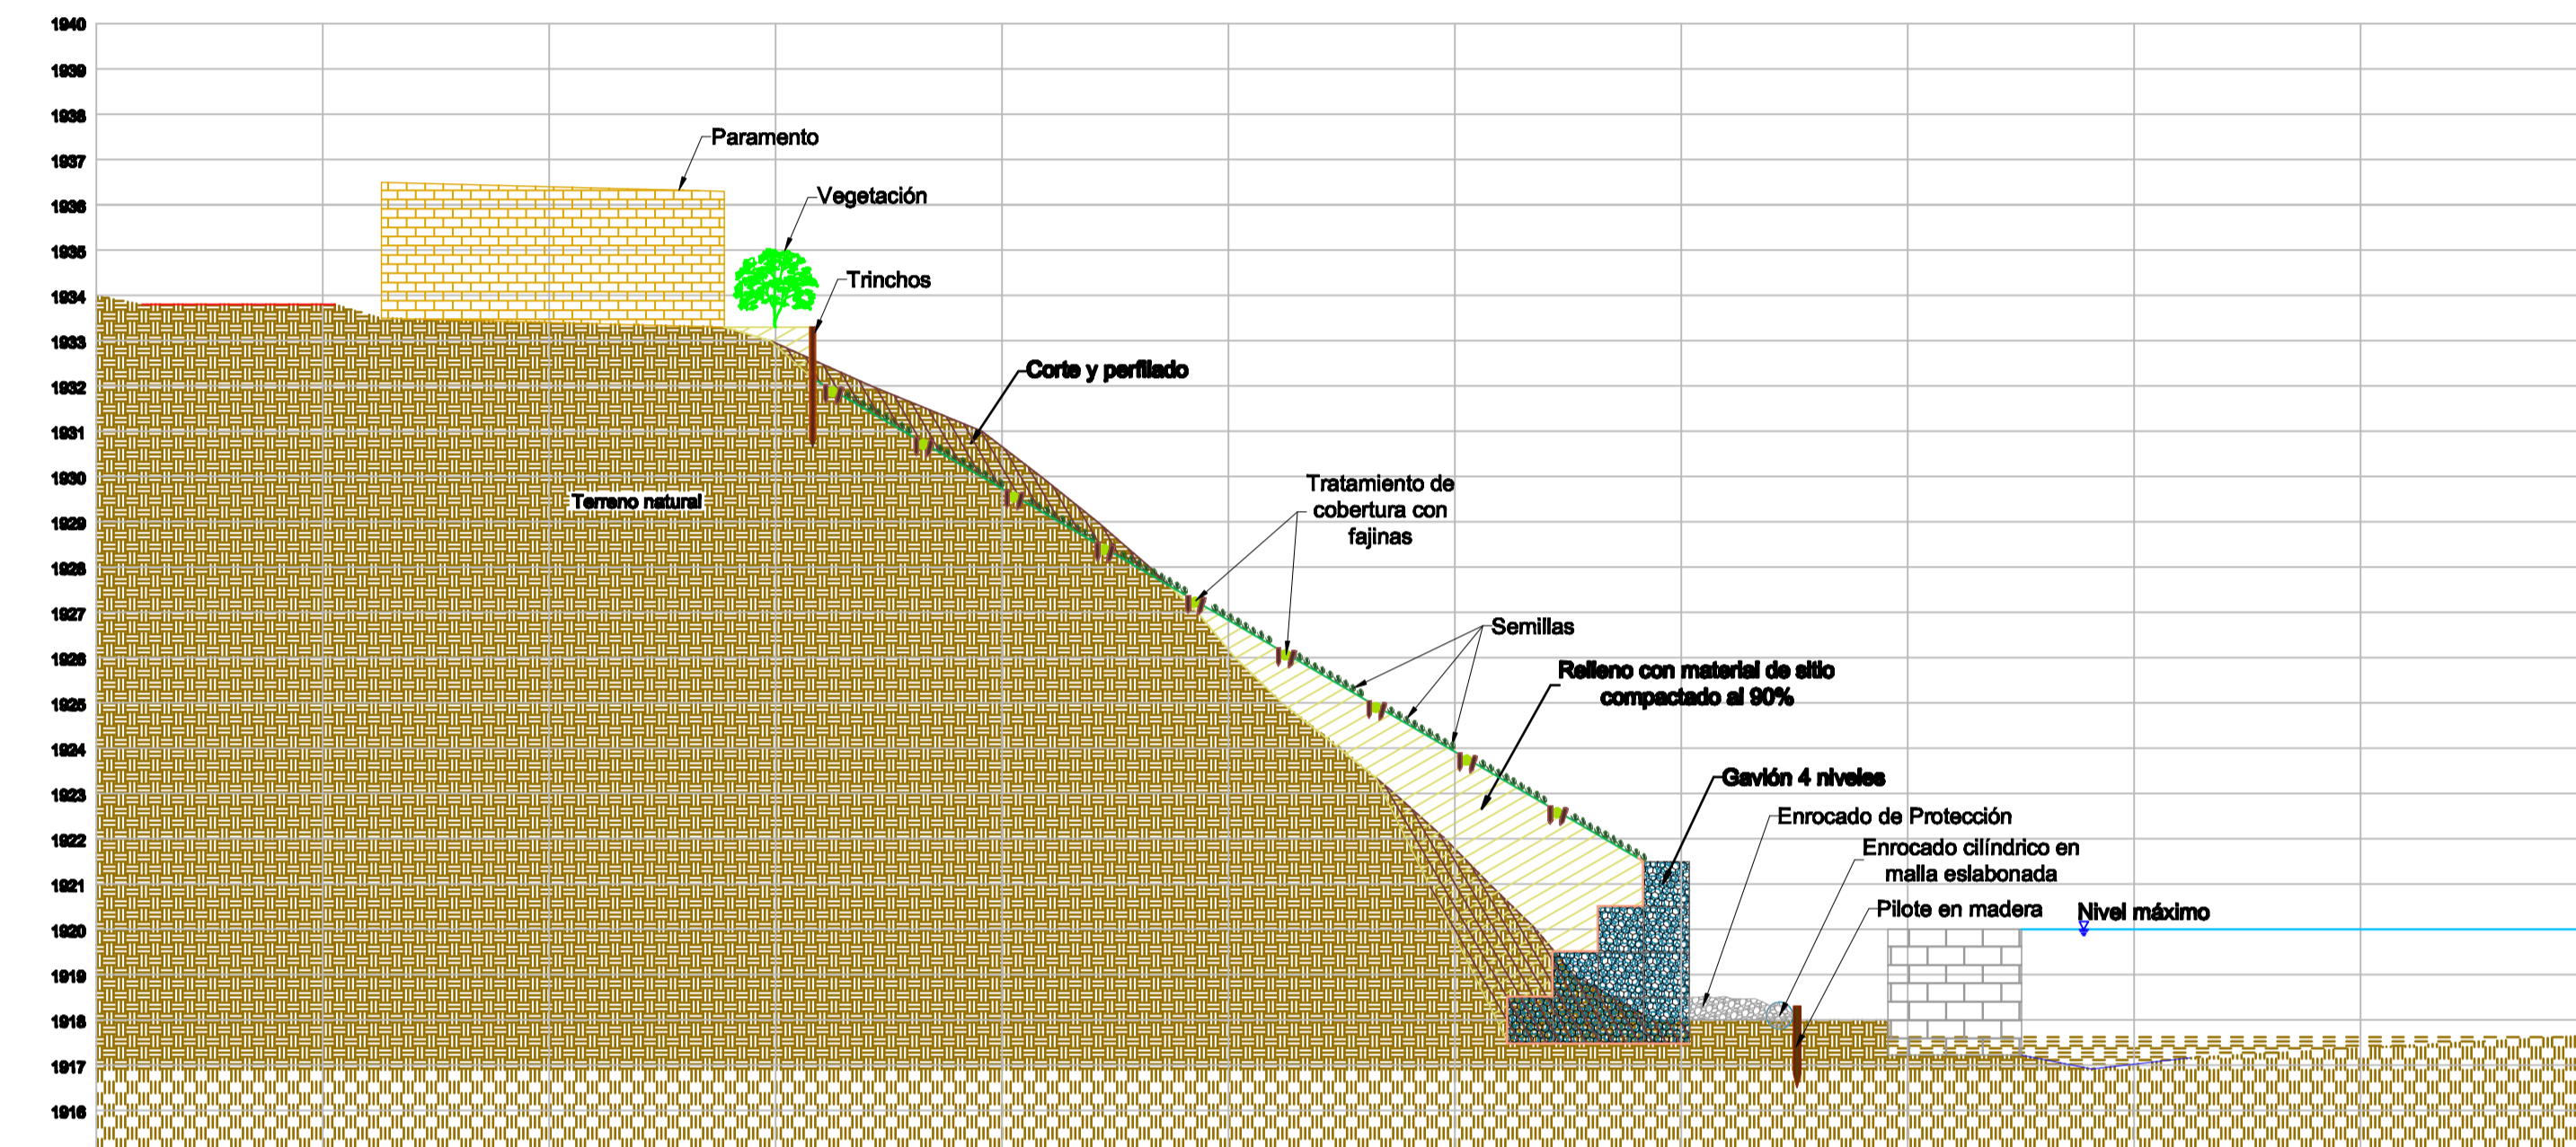 1940
1939
1938
1937
1936
1935
1934
1933
1932
1931
1930
1929
1928
1927
1926
1925
1924
1923
1922
1921
1920
1919
1918
1917
1916
Paramento
Vegetación
Trinchos
Corte y perfilado
Terreno natural
Tratamiento de
cobertura con
fajinas
Semillas
Relleno con material de sitio
compactado al 90%
Gavión 4 niveles
Enrocado de Protección
Enrocado cilíndrico en
malla eslabonada
Pilote en madera
Nivel máximo